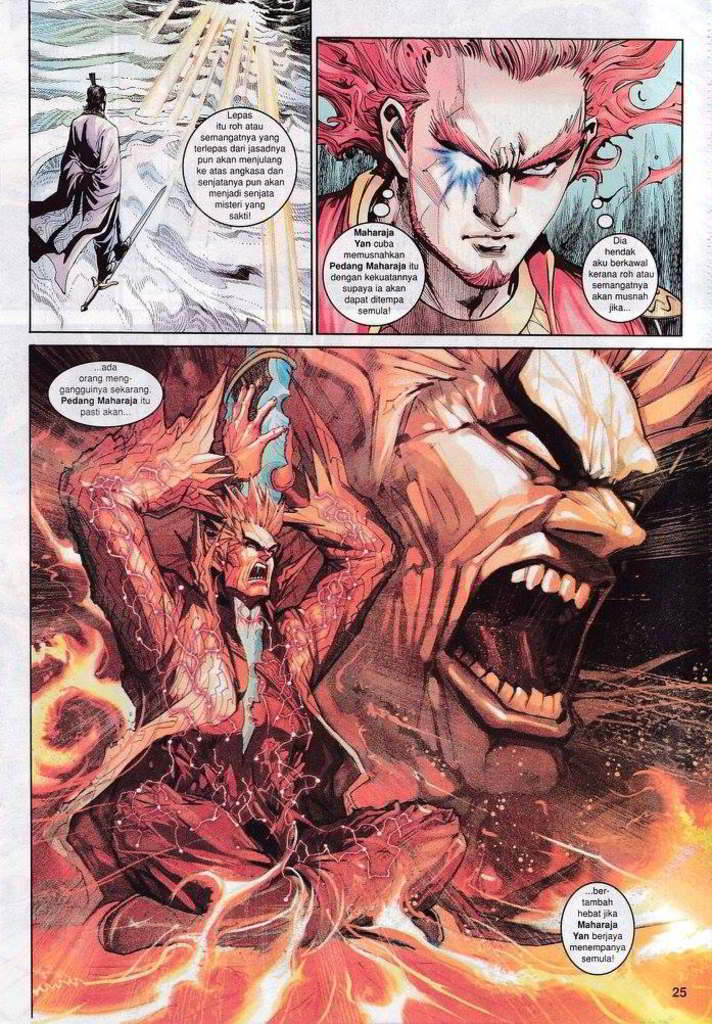 Lepas
itu roh atau
semangatnya yang
terlepas dari jasadnya
pun akan menjulang
ke atas angkasa dan
senjatanya pun akan
menjadi senjata
misteri yang
sakti!
Maharaja
Yan cuba
memusnahkan
Pedang Maharaja itu
dengan kekuatannya
supaya ia akan
dapat ditempa
semula!
Dia
hendak
aku berkawal
kerana roh atau
semangatnya
akan musnah
jika...
...ada
orang meng-
gangguinya sekarang.
Pedang Maharaja itu
pasti akan...
...ber-
tambah
hebat jika
Maharaja
Yan berjaya
menempanya
semula!
25